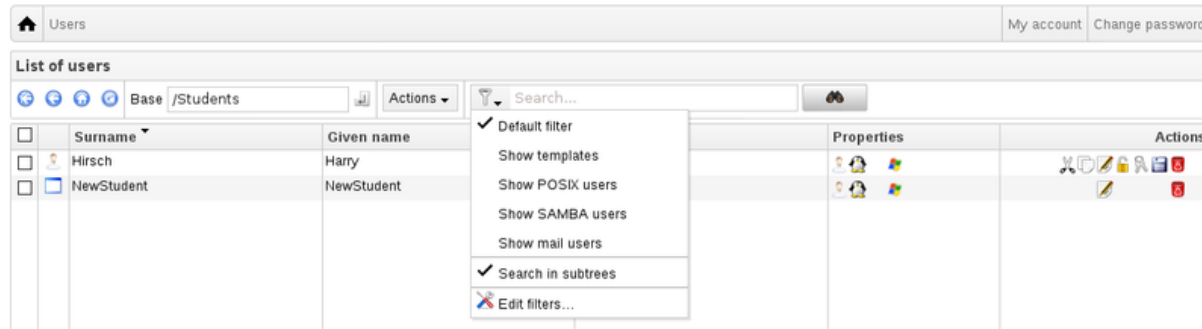 Users My account Change password
List of users
Base /Students Actions Search...
Surname Given name Properties Actions
Default filter
Hirsch Harry
Show templates
NewStudent NewStudent
Show POSIX users
Show SAMBA users
Show mail users
Search in subtrees
Edit filters...